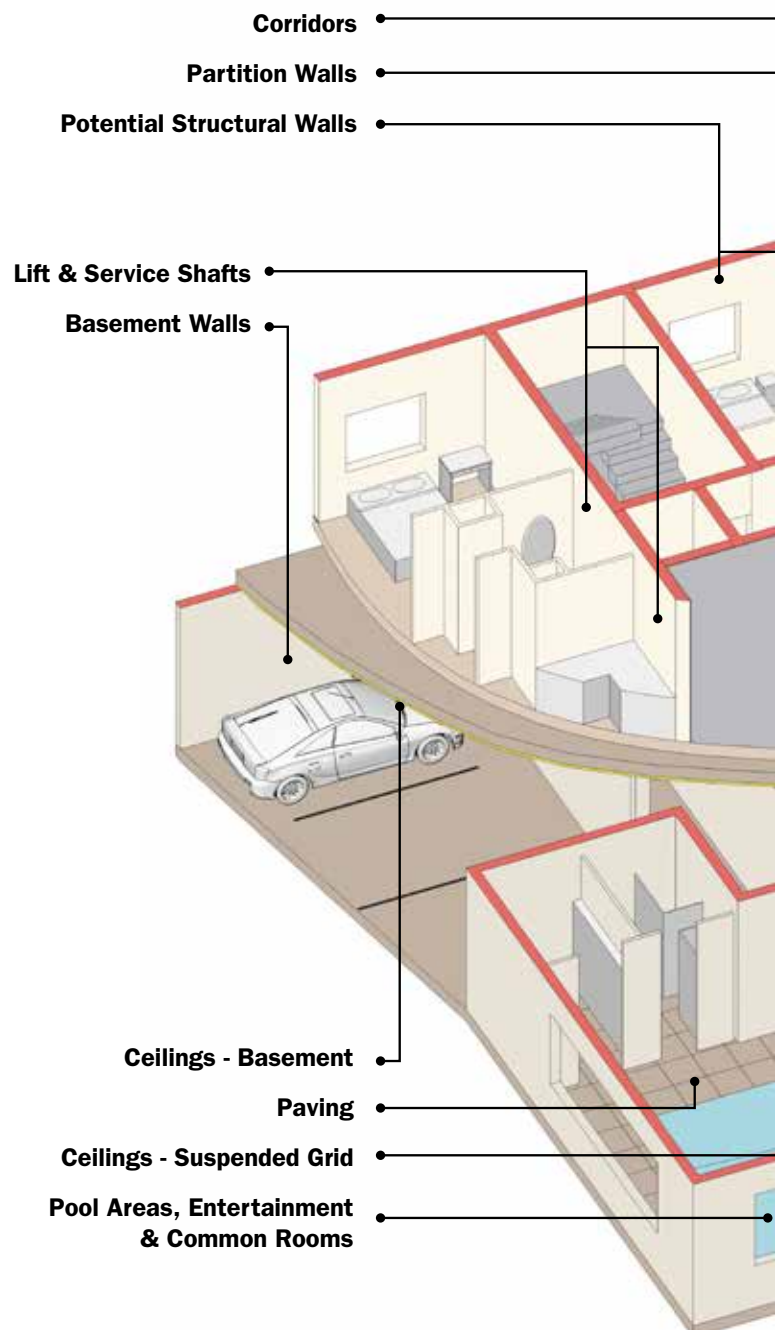 Corridors
Partition Walls
Potential Structural Walls
Lift & Service Shafts
Basement Walls
Ceilings - Basement
Paving
Ceilings - Suspended Grid
Pool Areas, Entertainment
& Common Rooms